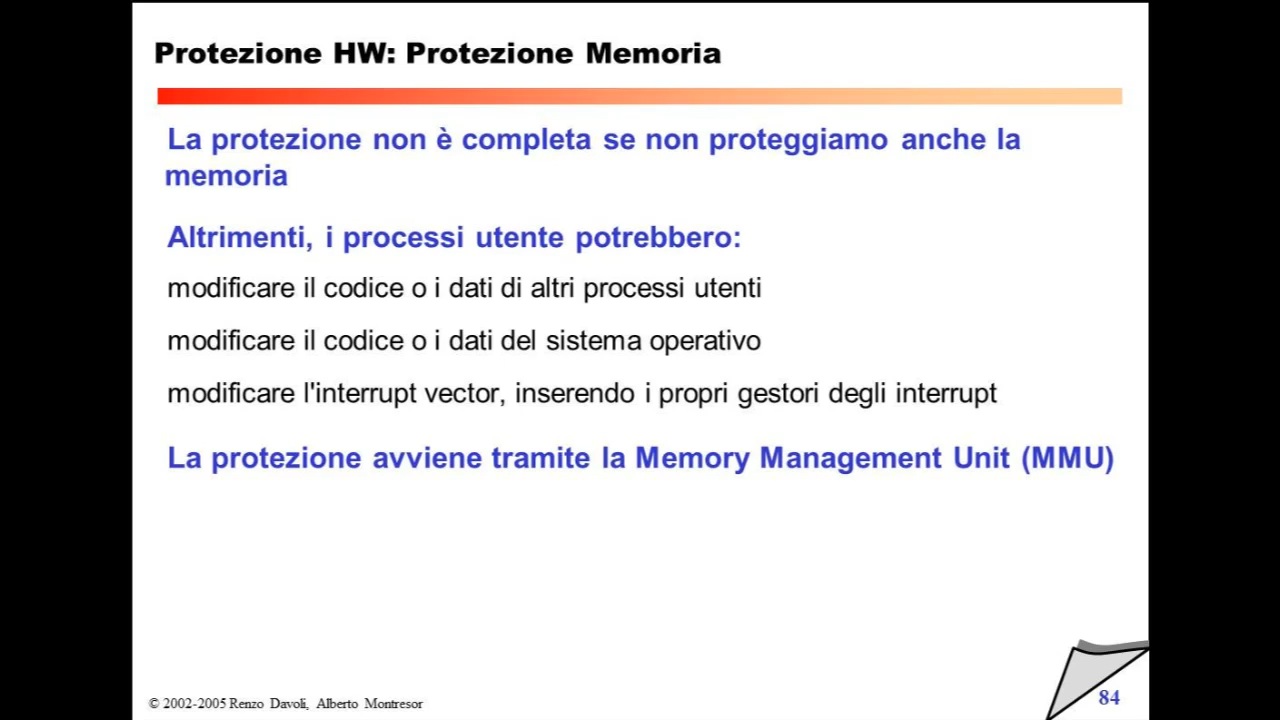 Protezione HW: Protezione Memoria
La protezione non è completa se non proteggiamo anche la
memoria
Altrimenti, i processi utente potrebbero:
modificare il codice o i dati di altri processi utenti
modificare il codice o i dati del sistema operativo
modificare l'interrupt vector, inserendo i propri gestori degli interrupt
La protezione avviene tramite la Memory Management Unit (MMU)
© 2002-2005 Renzo Davoli, Alberto Montresor
84